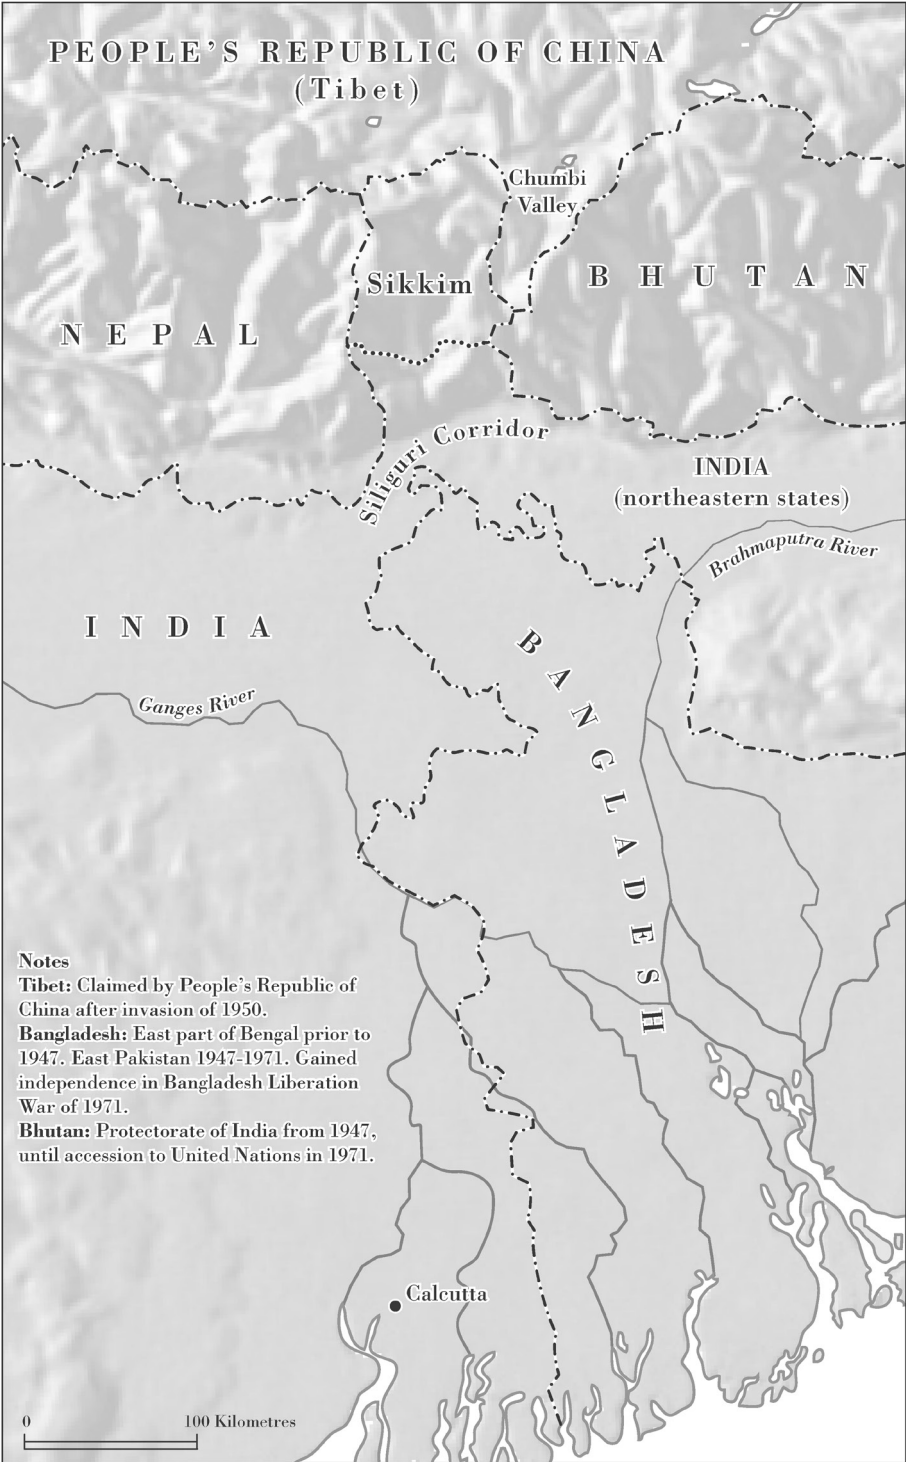 PEOPLE'S REPUBLIC OF CHINA
(Tibet)
Chumbi
Valley
Sikkim
BHUTAN
NEPAL
Siliguri Corridor
INDIA
(northeastern states)
Brahmaputra River
INDIA
BANGLADESH
Ganges River
Notes
Tibet: Claimed by People's Republic of
China after invasion of 1950.
Bangladesh: East part of Bengal prior to
1947. East Pakistan 1947-1971. Gained
independence in Bangladesh Liberation
War of 1971.
Bhutan: Protectorate of India from 1947,
until accession to United Nations in 1971.
Calcutta
0 100 Kilometres